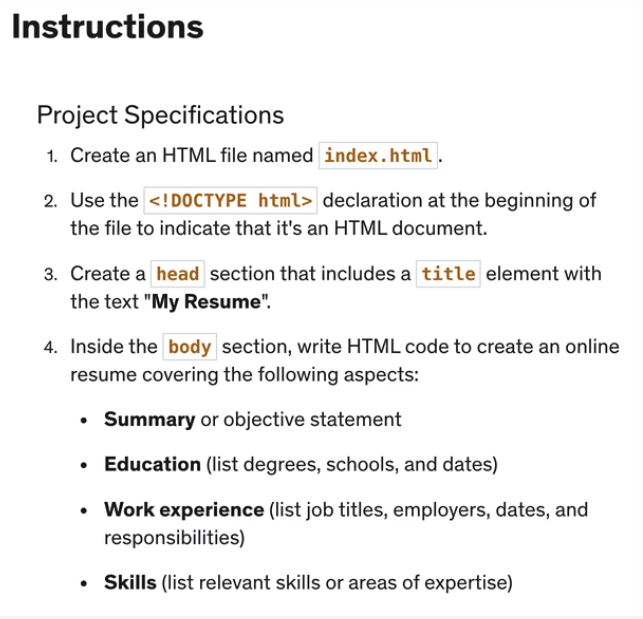 Instructions
Project Specifications
1. Create an HTML file named index.html.
2. Use the <!DOCTYPE html> declaration at the beginning of
the file to indicate that it's an HTML document.
3. Create a head section that includes a title element with
the text "My Resume".
4. Inside the body section, write HTML code to create an online
resume covering the following aspects:
• Summary or objective statement
• Education (list degrees, schools, and dates)
• Work experience (list job titles, employers, dates, and
responsibilities)
• Skills (list relevant skills or areas of expertise)